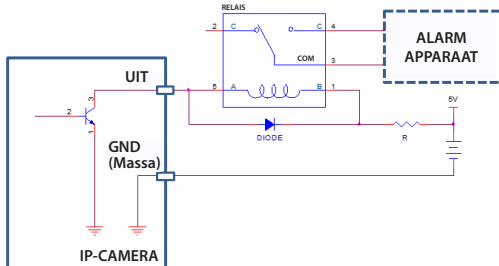 RELAIS
2 C C 4
COM 3
5 A B 1
ALARM
APPARAAT
UIT
3
2
1
GND
(Massa)
DIODE
R
5V
IP-CAMERA